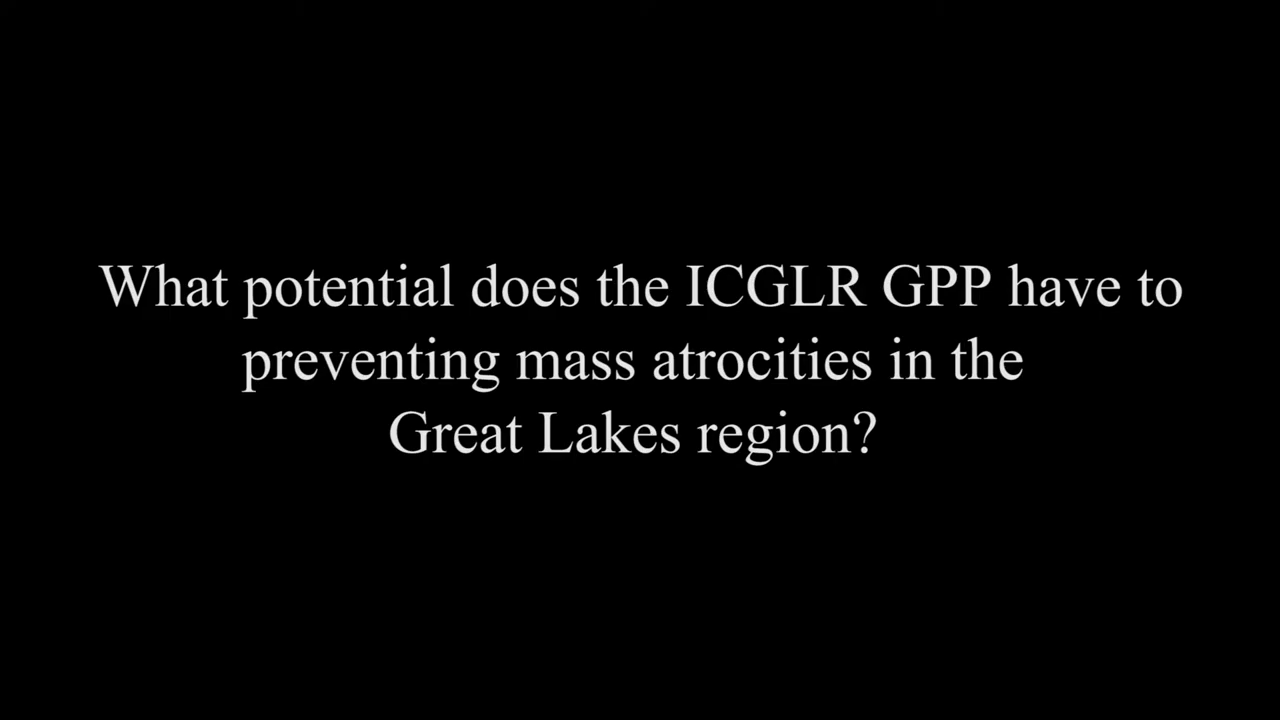 What potential does the ICGLR GPP have to
preventing mass atrocities in the
Great Lakes region?